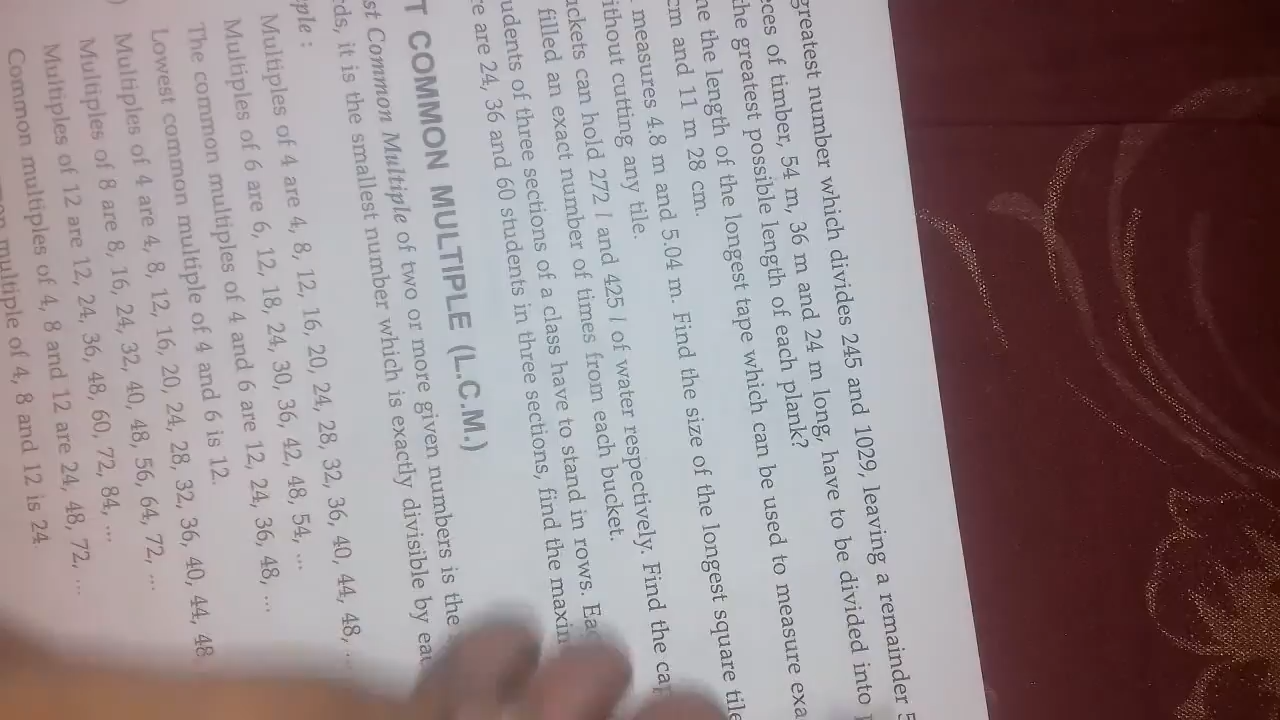 greatest number which divides 245 and 1029, leaving a remainder 5
eces of timber, 54 m, 36 m and 24 m long, have to be divided into
the greatest possible length of each plank?
ne the length of the longest tape which can be used to measure exa
cm and 11 m 28 cm.
measures 4.8 m and 5.04 m. Find the size of the longest square tile
ithout cutting any tile.
uckets can hold 272 l and 425 l of water respectively. Find the cap
filled an exact number of times from each bucket.
udents of three sections of a class have to stand in rows. Eac
re are 24, 36 and 60 students in three sections, find the maxin
T COMMON MULTIPLE (L.C.M.)
st Common Multiple of two or more given numbers is the
ds, it is the smallest number which is exactly divisible by eac
ple :
Multiples of 4 are 4, 8, 12, 16, 20, 24, 28, 32, 36, 40, 44, 48, ...
Multiples of 6 are 6, 12, 18, 24, 30, 36, 42, 48, 54, ...
The common multiples of 4 and 6 are 12, 24, 36, 48, ...
Lowest common multiple of 4 and 6 is 12.
) Multiples of 4 are 4, 8, 12, 16, 20, 24, 28, 32, 36, 40, 44, 48
Multiples of 8 are 8, 16, 24, 32, 40, 48, 56, 64, 72, ...
Multiples of 12 are 12, 24, 36, 48, 60, 72, 84, ...
Common multiples of 4, 8 and 12 are 24, 48, 72, ...
multiple of 4, 8 and 12 is 24.